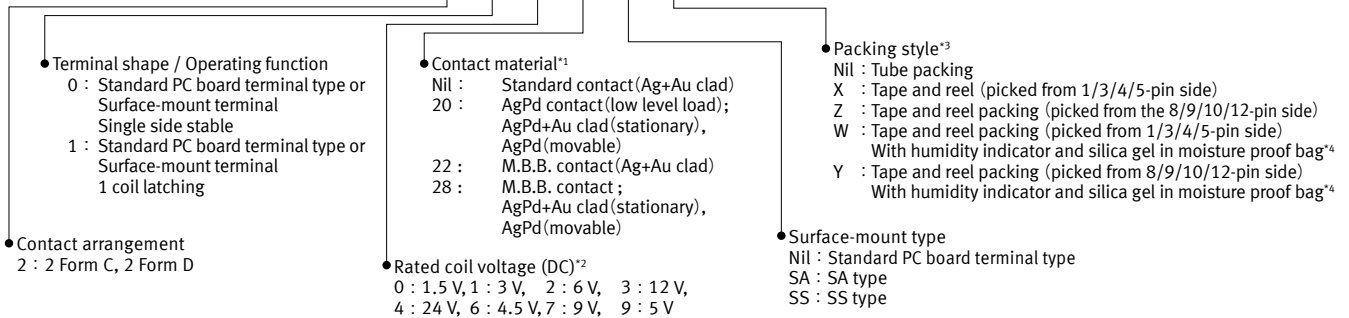 Terminal shape / Operating function
0 : Standard PC board terminal type or
Surface-mount terminal
Single side stable
1 : Standard PC board terminal type or
Surface-mount terminal
1 coil latching
Contact arrangement
2 : 2 Form C, 2 Form D
Contact material*1
Nil : Standard contact (Ag+Au clad)
20 : AgPd contact (low level load);
AgPd+Au clad (stationary),
AgPd (movable)
22 : M.B.B. contact (Ag+Au clad)
28 : M.B.B. contact ;
AgPd+Au clad (stationary),
AgPd (movable)
Rated coil voltage (DC)*2
0 : 1.5 V, 1 : 3 V, 2 : 6 V, 3 : 12 V,
4 : 24 V, 6 : 4.5 V, 7 : 9 V, 9 : 5 V
Packing style*3
Nil : Tube packing
X : Tape and reel (picked from 1/3/4/5-pin side)
Z : Tape and reel packing (picked from the 8/9/10/12-pin side)
W : Tape and reel packing (picked from 1/3/4/5-pin side)
With humidity indicator and silica gel in moisture proof bag*4
Y : Tape and reel packing (picked from 8/9/10/12-pin side)
With humidity indicator and silica gel in moisture proof bag*4
Surface-mount type
Nil : Standard PC board terminal type
SA : SA type
SS : SS type